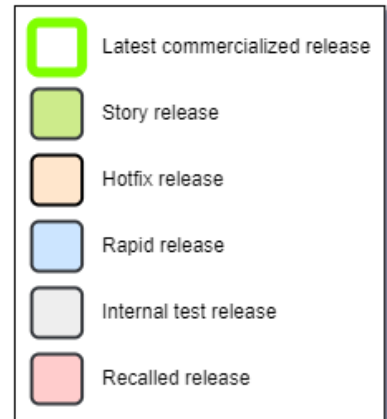 Latest commercialized release
Story release
Hotfix release
Rapid release
Internal test release
Recalled release